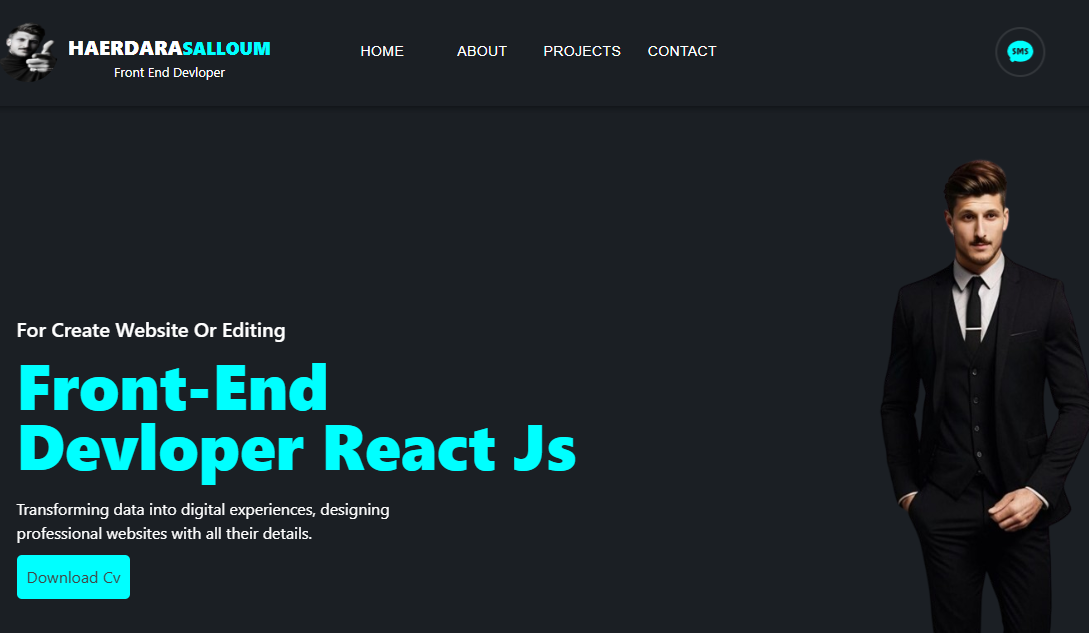 HAERDARASALLOUM
Front End Devloper
HOME ABOUT PROJECTS CONTACT
SMS
For Create Website Or Editing
Front-End
Devloper React Js
Transforming data into digital experiences, designing
professional websites with all their details.
Download Cv